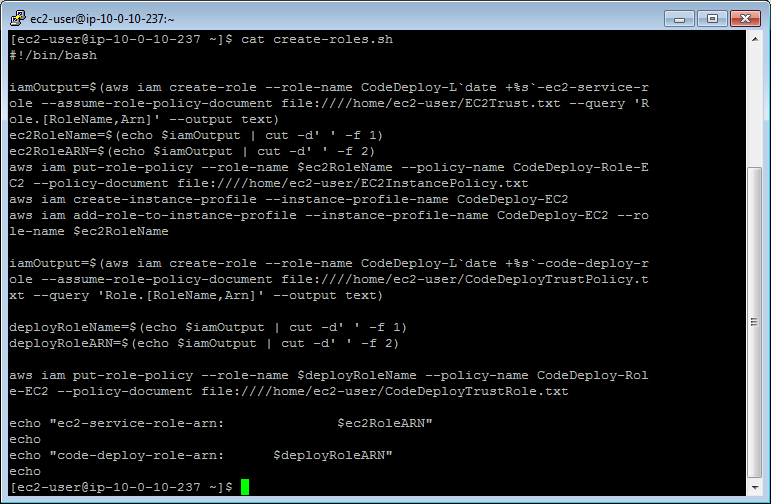 ec2-user@ip-10-0-10-237:~
[ec2-user@ip-10-0-10-237 ~]$ cat create-roles.sh
#!/bin/bash

iamOutput=$(aws iam create-role --role-name CodeDeploy-L`date +%s`-ec2-service-r
ole --assume-role-policy-document file:////home/ec2-user/EC2Trust.txt --query 'R
ole.[RoleName,Arn]' --output text)
ec2RoleName=$(echo $iamOutput | cut -d' ' -f 1)
ec2RoleARN=$(echo $iamOutput | cut -d' ' -f 2)
aws iam put-role-policy --role-name $ec2RoleName --policy-name CodeDeploy-Role-E
C2 --policy-document file:////home/ec2-user/EC2InstancePolicy.txt
aws iam create-instance-profile --instance-profile-name CodeDeploy-EC2
aws iam add-role-to-instance-profile --instance-profile-name CodeDeploy-EC2 --ro
le-name $ec2RoleName

iamOutput=$(aws iam create-role --role-name CodeDeploy-L`date +%s`-code-deploy-r
ole --assume-role-policy-document file:////home/ec2-user/CodeDeployTrustPolicy.t
xt --query 'Role.[RoleName,Arn]' --output text)

deployRoleName=$(echo $iamOutput | cut -d' ' -f 1)
deployRoleARN=$(echo $iamOutput | cut -d' ' -f 2)

aws iam put-role-policy --role-name $deployRoleName --policy-name CodeDeploy-Rol
e-EC2 --policy-document file:////home/ec2-user/CodeDeployTrustRole.txt

echo "ec2-service-role-arn:              $ec2RoleARN"
echo
echo "code-deploy-role-arn:      $deployRoleARN"
echo
[ec2-user@ip-10-0-10-237 ~]$